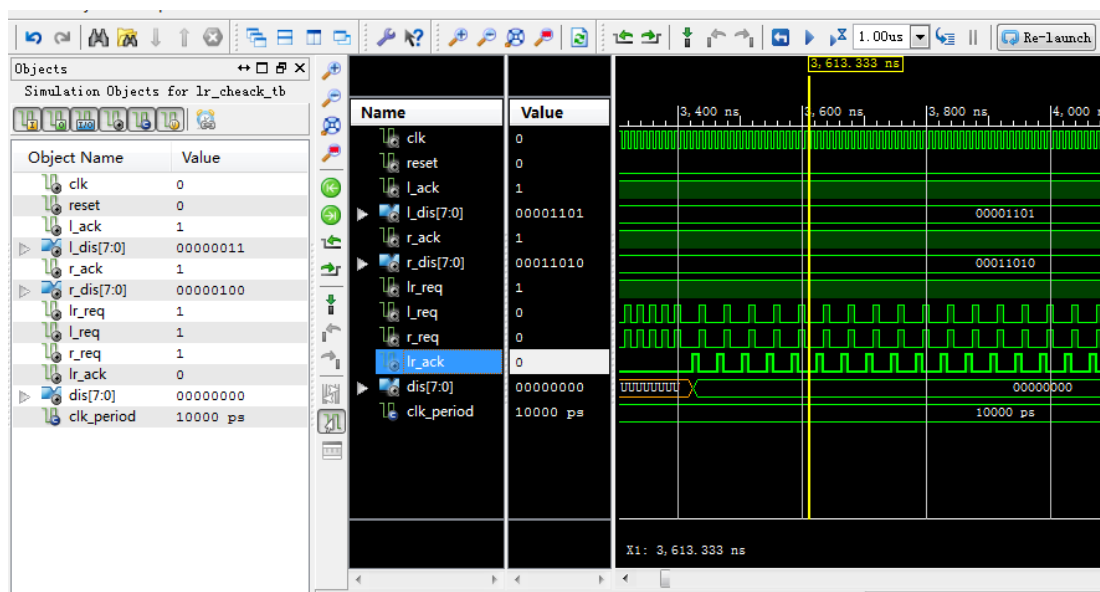 1.00us
Re-launch
Objects
Simulation Objects for lr_cheack_tb
Object Name Value
clk 0
reset 0
l_ack 1
l_dis[7:0] 00000011
r_ack 1
r_dis[7:0] 00000100
lr_req 1
l_req 1
r_req 1
lr_ack 0
dis[7:0] 00000000
clk_period 10000 ps
Name Value
clk 0
reset 0
l_ack 1
l_dis[7:0] 00001101
r_ack 1
r_dis[7:0] 00011010
lr_req 1
l_req 0
r_req 0
lr_ack 0
dis[7:0] 00000000
clk_period 10000 ps
3,613.333 ns
3,400 ns 3,600 ns 3,800 ns 4,000
00001101
00011010
UUUUUUUU 00000000
10000 ps
X1: 3,613.333 ns